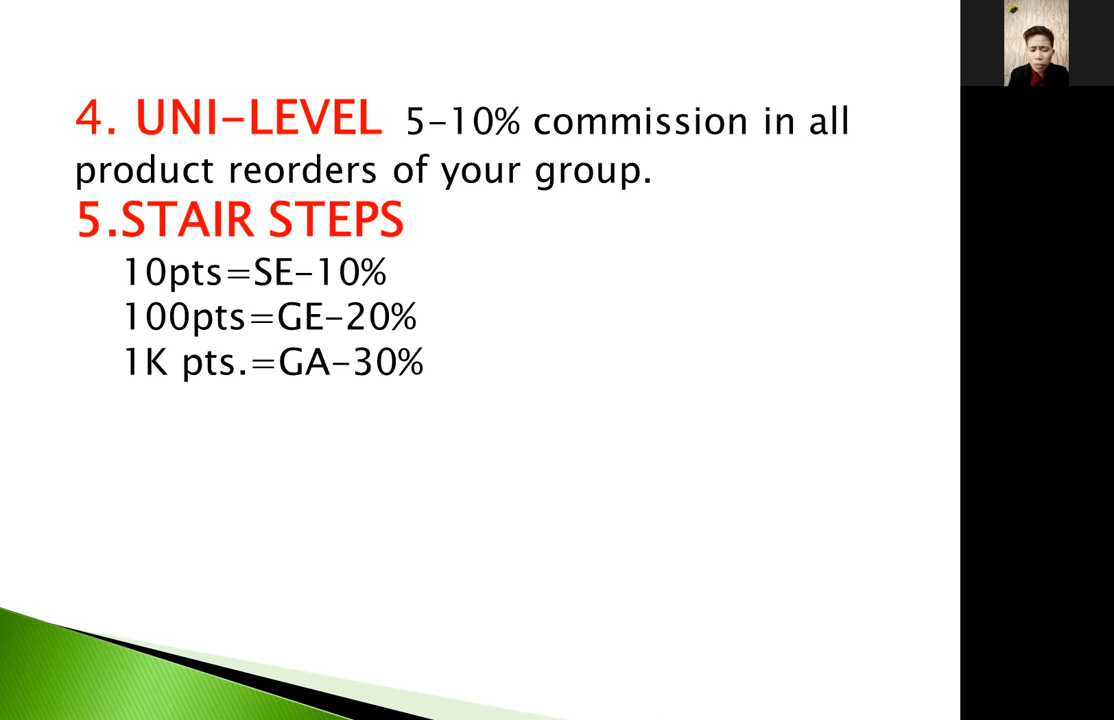 4. UNI-LEVEL 5-10% commission in all
product reorders of your group.
5.STAIR STEPS
10pts=SE-10%
100pts=GE-20%
1K pts.=GA-30%